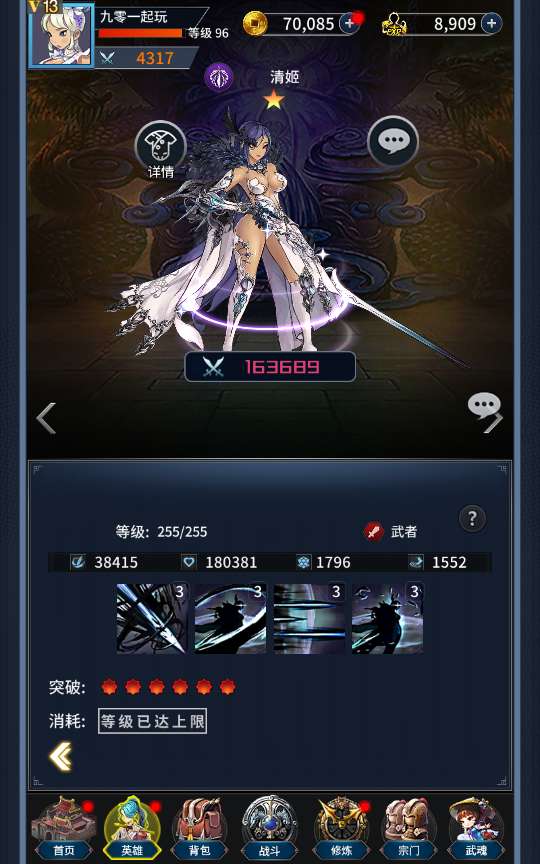 V13
九零一起玩
等级 96
4317
70,085
EXP
8,909
清姬
详情
163689
等级: 255/255
武者
?
38415
180381
1796
1552
3
3
3
3
突破:
消耗: 等级已达上限
首页
英雄
背包
战斗
修炼
宗门
武魂